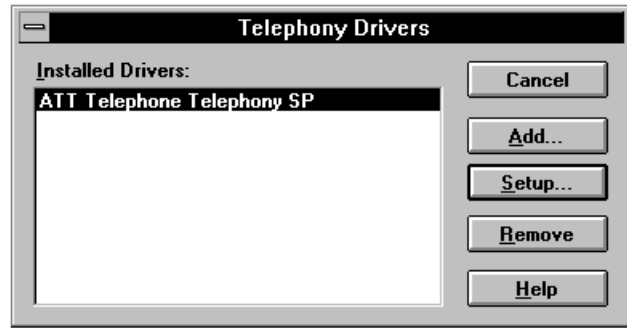 Telephony Drivers
Installed Drivers:
ATT Telephone Telephony SP
Cancel
Add...
Setup...
Remove
Help